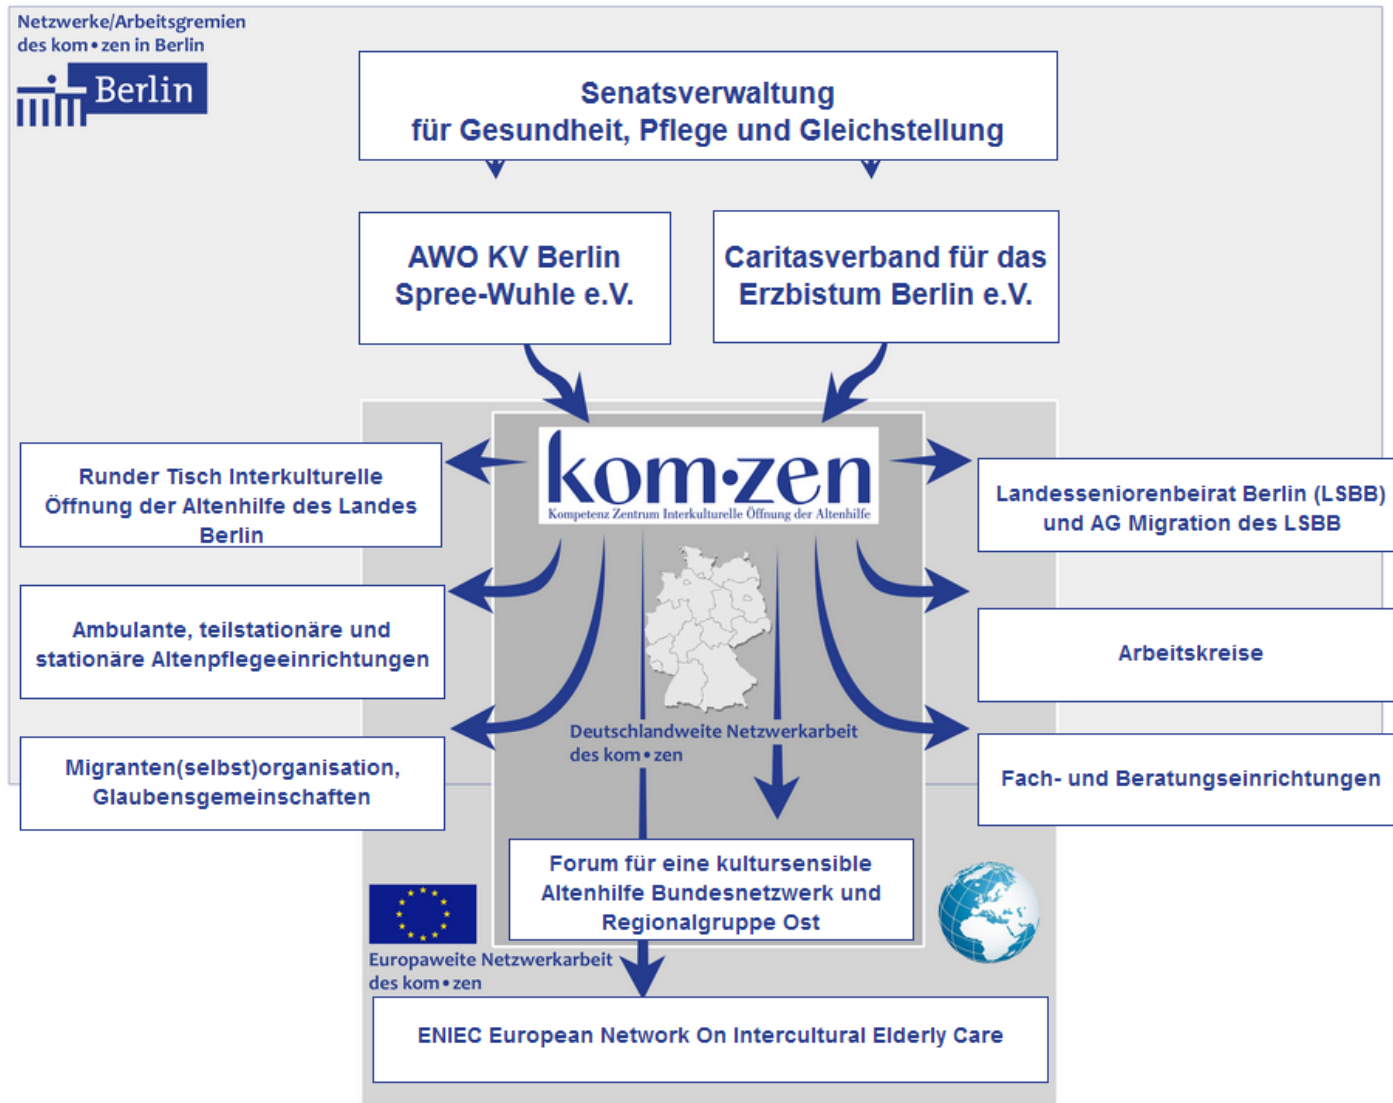 Netzwerke/Arbeitsgremien
des kom•zen in Berlin
Berlin
Senatsverwaltung
für Gesundheit, Pflege und Gleichstellung
AWO KV Berlin
Spree-Wuhle e.V.
Caritasverband für das
Erzbistum Berlin e.V.
kom•zen
Kompetenz Zentrum Interkulturelle Öffnung der Altenhilfe
Runder Tisch Interkulturelle
Öffnung der Altenhilfe des Landes
Berlin
Landesseniorenbeirat Berlin (LSBB)
und AG Migration des LSBB
Ambulante, teilstationäre und
stationäre Altenpflegeeinrichtungen
Arbeitskreise
Migranten(selbst)organisation,
Glaubensgemeinschaften
Deutschlandweite Netzwerkarbeit
des kom•zen
Fach- und Beratungseinrichtungen
Forum für eine kultursensible
Altenhilfe Bundesnetzwerk und
Regionalgruppe Ost
Europaweite Netzwerkarbeit
des kom•zen
ENIEC European Network On Intercultural Elderly Care